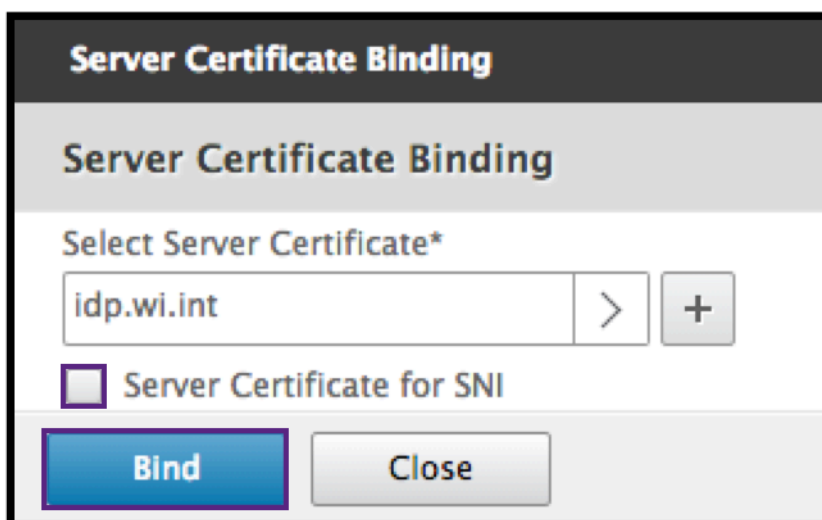 Server Certificate Binding
Server Certificate Binding
Select Server Certificate*
idp.wi.int
Server Certificate for SNI
Bind Close